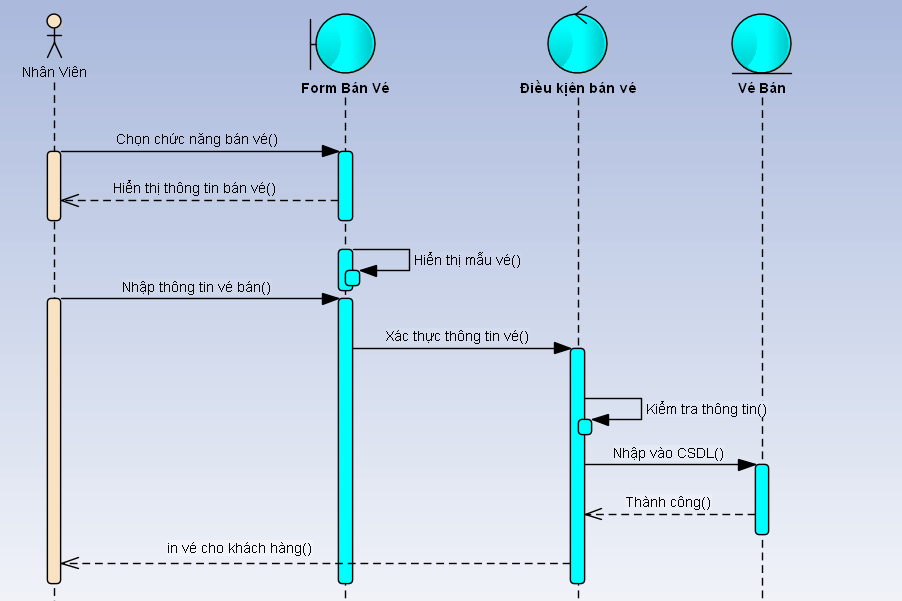 Nhân Viên
Form Bán Vé
Điều kịên bán vé
Vé Bán
Chọn chức năng bán vé()
Hiển thị thông tin bán vé()
Hiển thị mẫu vé()
Nhập thông tin vé bán()
Xác thực thông tin vé()
Kiểm tra thông tin()
Nhập vào CSDL()
Thành công()
in vé cho khách hàng()